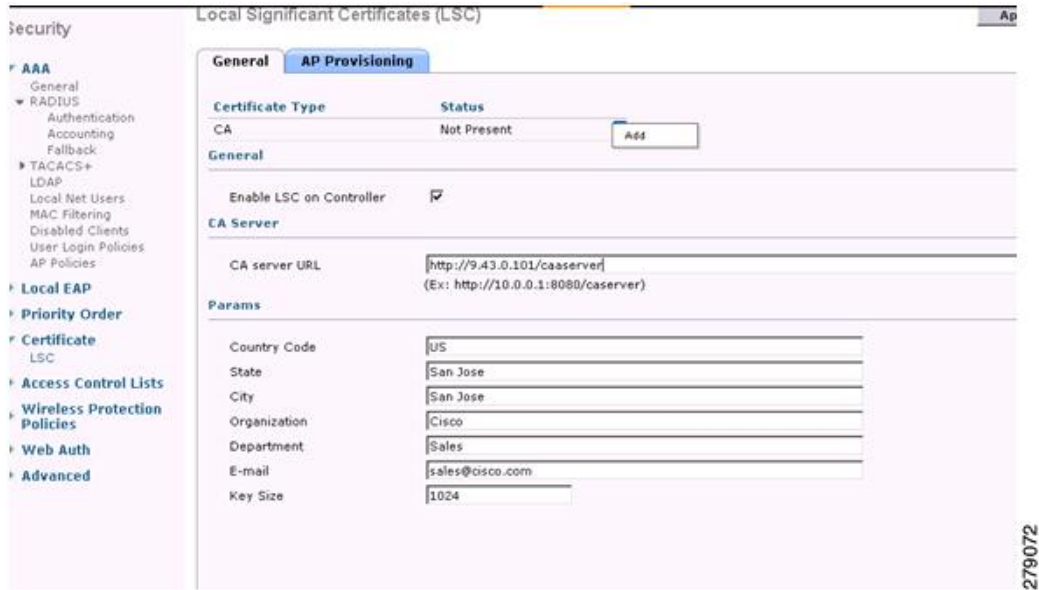 Local Significant Certificates (LSC)
Ap
Security
AAA
General
RADIUS
Authentication
Accounting
Fallback
TACACS+
LDAP
Local Net Users
MAC Filtering
Disabled Clients
User Login Policies
AP Policies
Local EAP
Priority Order
Certificate
LSC
Access Control Lists
Wireless Protection
Policies
Web Auth
Advanced
General AP Provisioning
Certificate Type Status
CA Not Present
Add
General
Enable LSC on Controller
CA Server
CA server URL http://9.43.0.101/caaserver
(Ex: http://10.0.0.1:8080/caserver)
Params
Country Code US
State San Jose
City San Jose
Organization Cisco
Department Sales
E-mail sales@cisco.com
Key Size 1024
279072